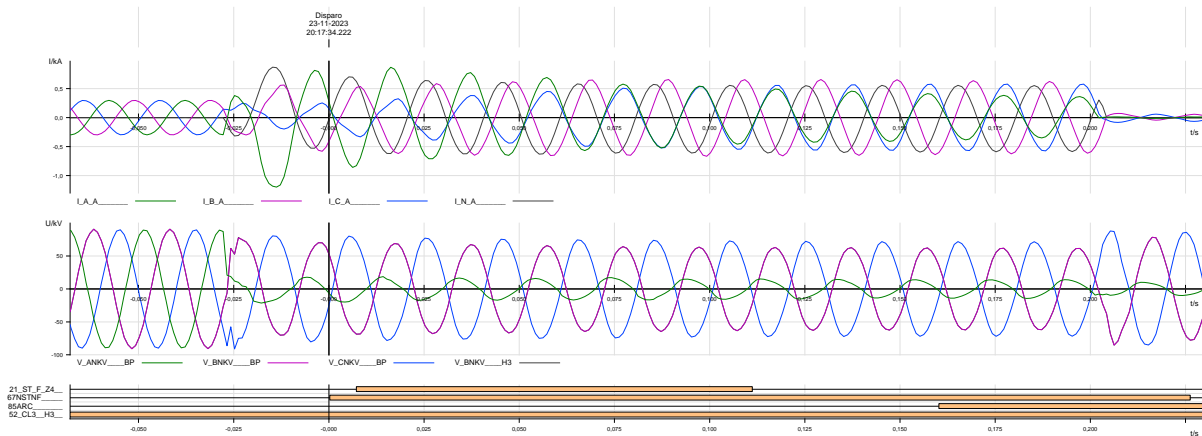 Disparo
23-11-2023
20:17:34.222
I/kA
0,5
0,0
-0,5
-1,0
-0,050 -0,025 -0,000 0,025 0,050 0,075 0,100 0,125 0,150 0,175 0,200
t/s
I_A_A______ I_B_A______ I_C_A______ I_N_A______
U/kV
50
0
-50
-100
-0,050 -0,025 -0,000 0,025 0,050 0,075 0,100 0,125 0,150 0,175 0,200
t/s
V_ANKV____BP V_BNKV____BP V_CNKV____BP V_BNKV____H3
21_ST_F_Z4__
67NSTNF_____
85ARC_______
52_CL3__H3__
-0,050 -0,025 -0,000 0,025 0,050 0,075 0,100 0,125 0,150 0,175 0,200
t/s